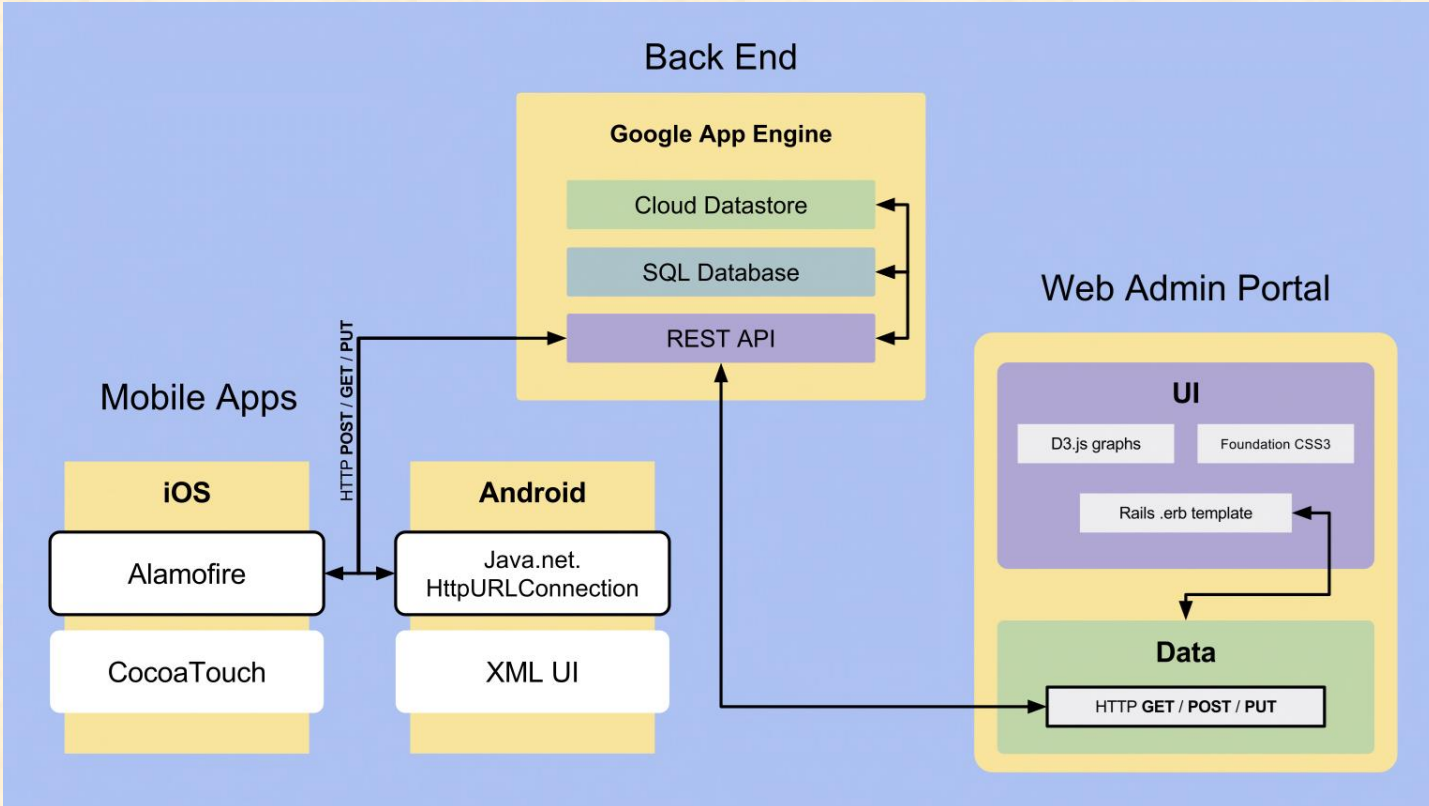 Back End
Google App Engine
Cloud Datastore
SQL Database
REST API
Mobile Apps
HTTP POST / GET / PUT
iOS
Alamofire
CocoaTouch
Android
Java.net.
HttpURLConnection
XML UI
Web Admin Portal
UI
D3.js graphs
Foundation CSS3
Rails .erb template
Data
HTTP GET / POST / PUT